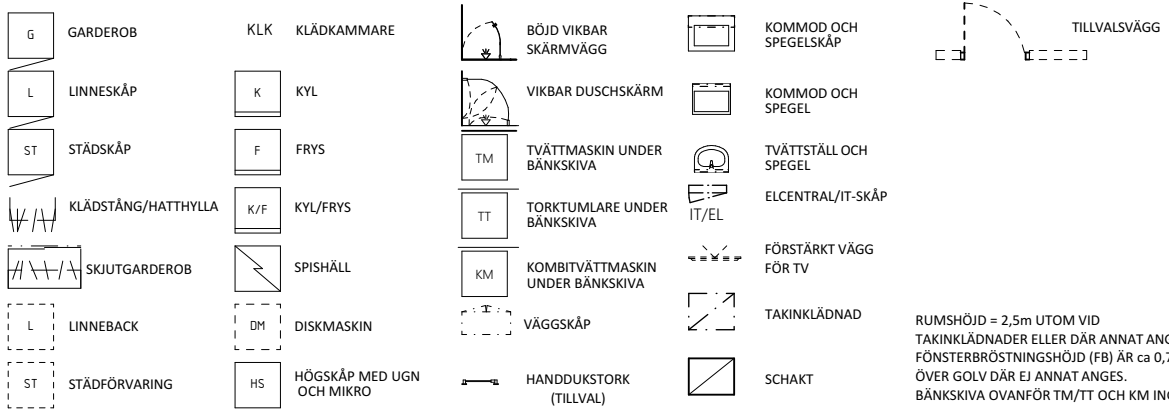 G
GARDEROB
L
LINNESKÅP
ST
STÄDSKÅP
KLÄDSTÅNG/HATTHYLLA
SKJUTGARDEROB
L
LINNEBACK
ST
STÄDFÖRVARING
KLK
KLÄDKAMMARE
K
KYL
F
FRYS
K/F
KYL/FRYS
SPISHÄLL
DM
DISKMASKIN
HS
HÖGSKÅP MED UGN
OCH MIKRO
BÖJD VIKBAR
SKÄRMVÄGG
VIKBAR DUSCHSKÄRM
TM
TVÄTTMASKIN UNDER
BÄNKSKIVA
TT
TORKTUMLARE UNDER
BÄNKSKIVA
KM
KOMBITVÄTTMASKIN
UNDER BÄNKSKIVA
VÄGGSKÅP
HANDDUKSTORK
(TILLVAL)
KOMMOD OCH
SPEGELSKÅP
KOMMOD OCH
SPEGEL
TVÄTTSTÄLL OCH
SPEGEL
IT/EL
ELCENTRAL/IT-SKÅP
FÖRSTÄRKT VÄGG
FÖR TV
TAKINKLÄDNAD
SCHAKT
TILLVALSVÄGG
RUMSHÖJD = 2,5m UTOM VID
TAKINKLÄDNADER ELLER DÄR ANNAT
FÖNSTERBRÖSTNINGSHÖJD (FB) ÄR ca
ÖVER GOLV DÄR EJ ANNAT ANGES.
BÄNKSKIVA OVANFÖR TM/TT OCH KM